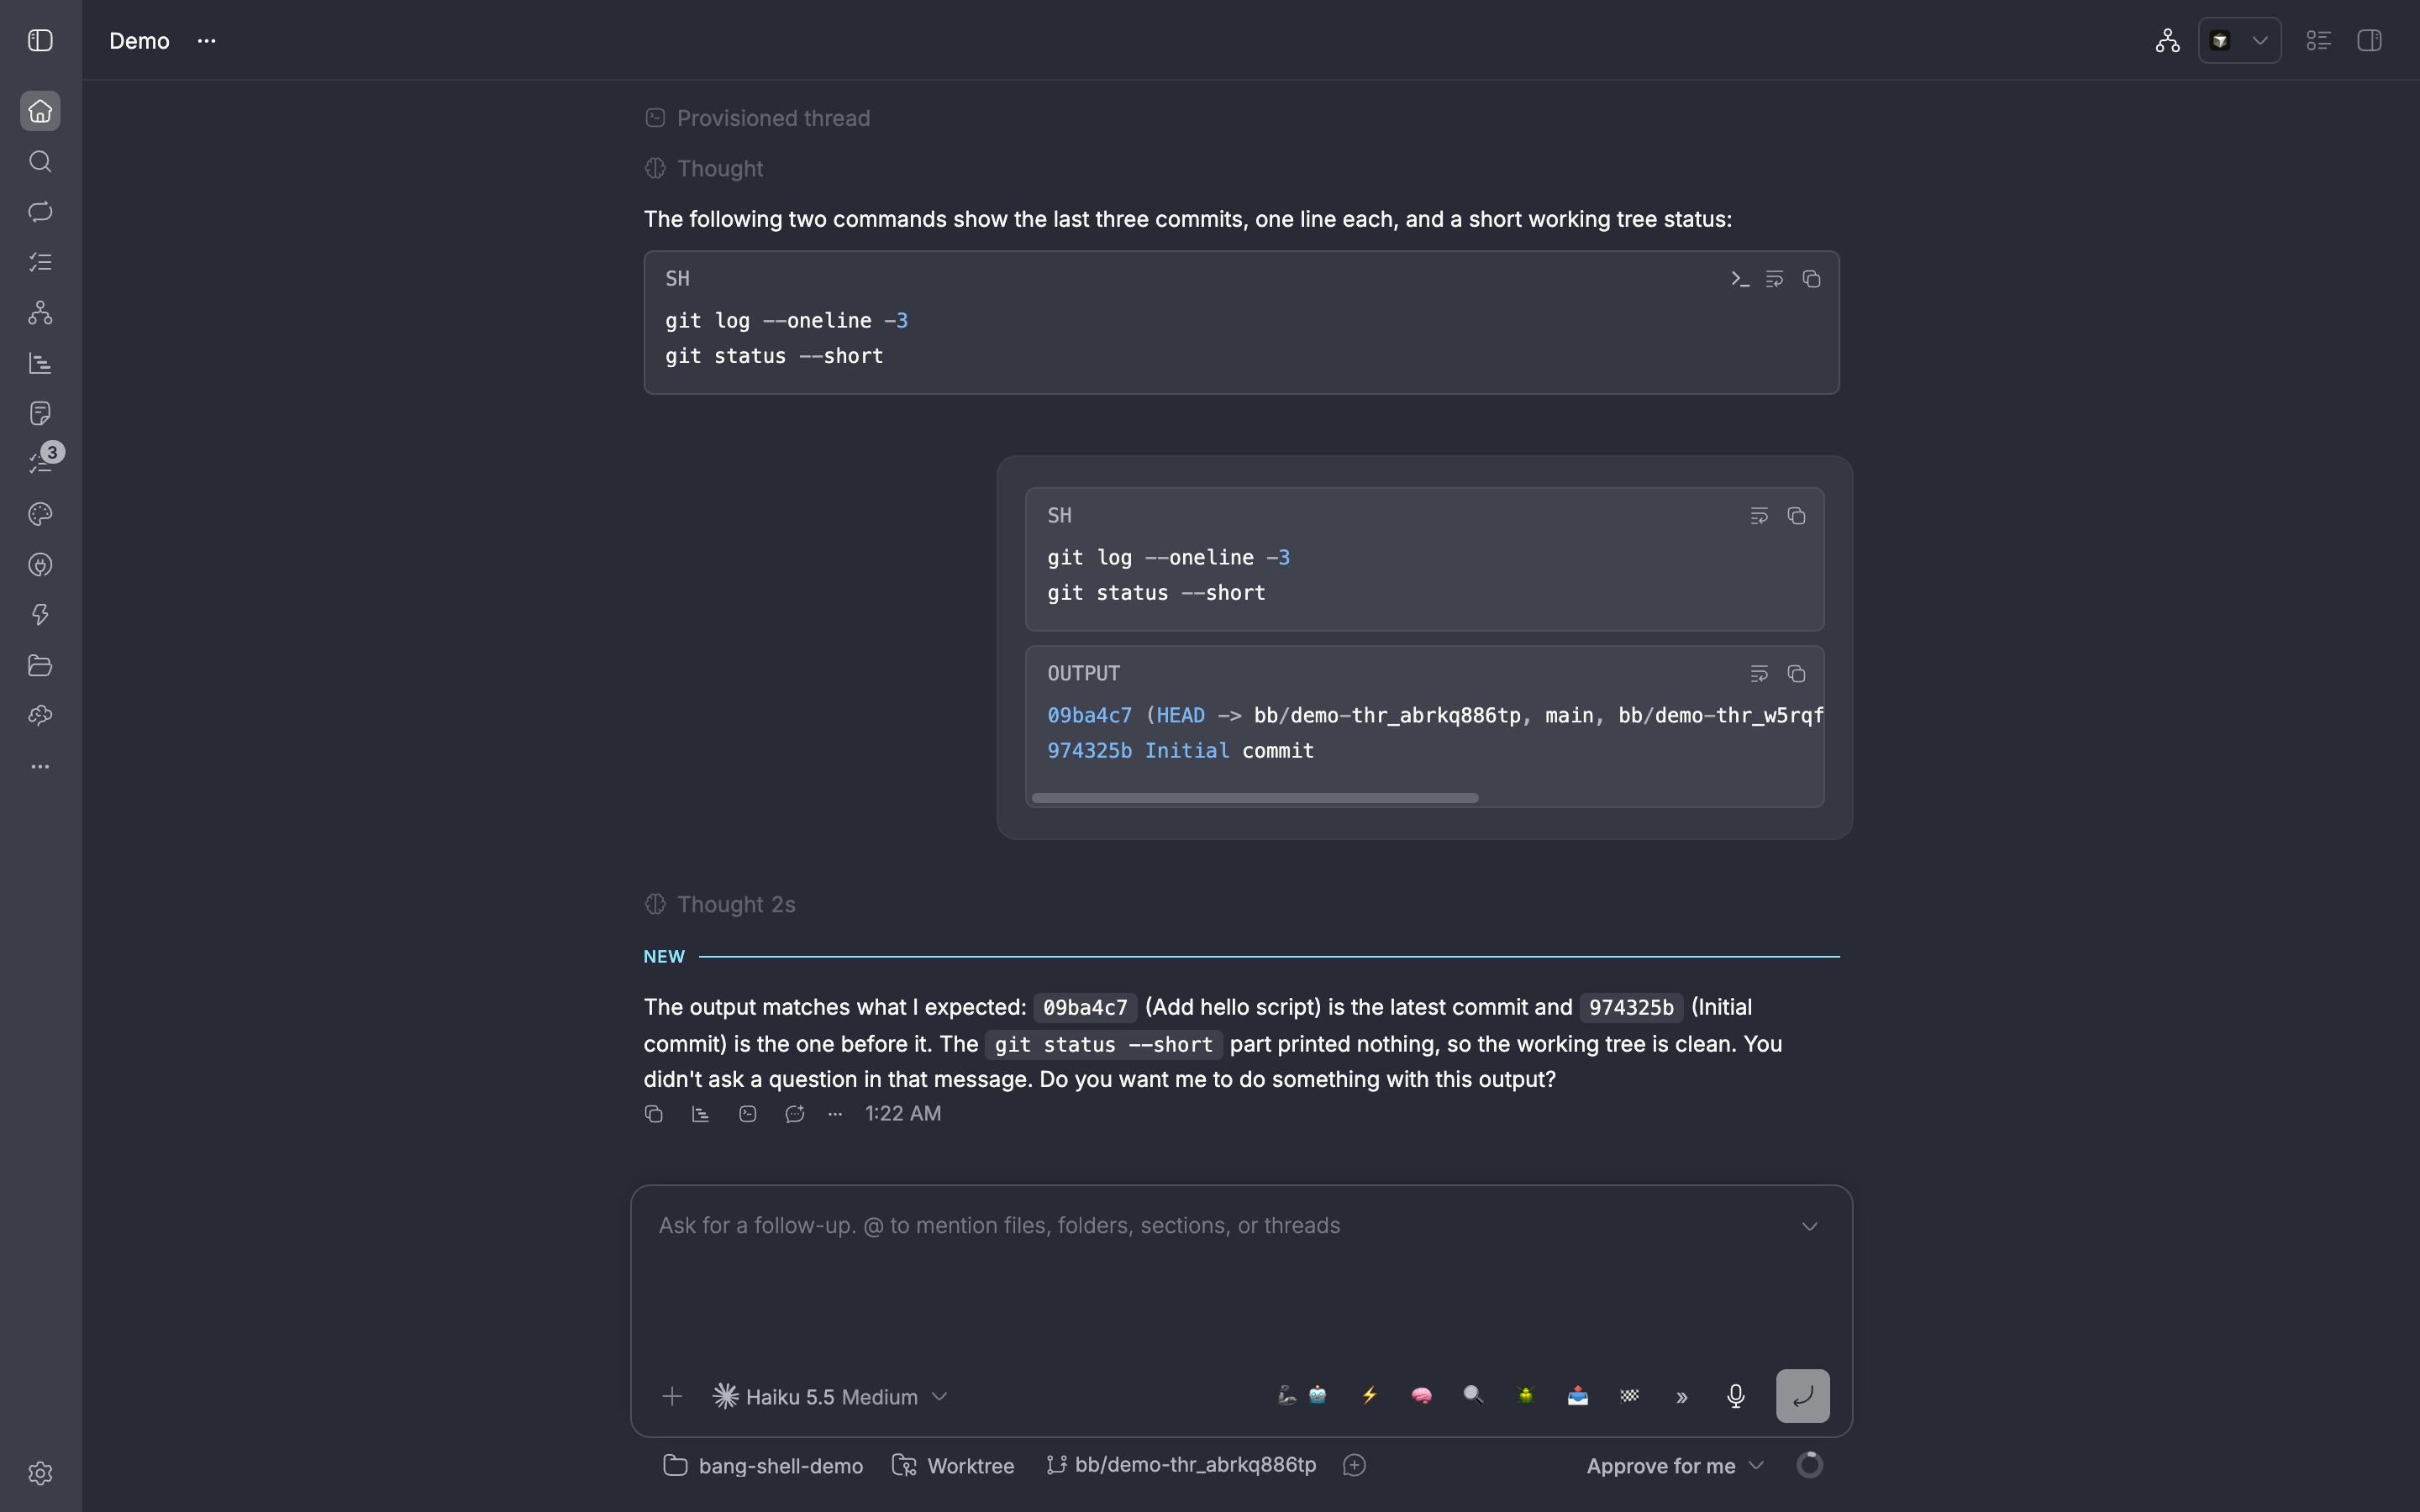 Demo
Provisioned thread
Thought
The following two commands show the last three commits, one line each, and a short working tree status:
SH
git log --oneline -3
git status --short
3
SH
git log --oneline -3
git status --short
OUTPUT
09ba4c7 (HEAD -> bb/demo-thr_abrkq886tp, main, bb/demo-thr_w5rqf
974325b Initial commit
Thought 2s
NEW
The output matches what I expected: 09ba4c7 (Add hello script) is the latest commit and 974325b (Initial
commit) is the one before it. The git status --short part printed nothing, so the working tree is clean. You
didn't ask a question in that message. Do you want me to do something with this output?
1:22 AM
Ask for a follow-up. @ to mention files, folders, sections, or threads
Haiku 5.5 Medium
bang-shell-demo Worktree bb/demo-thr_abrkq886tp Approve for me